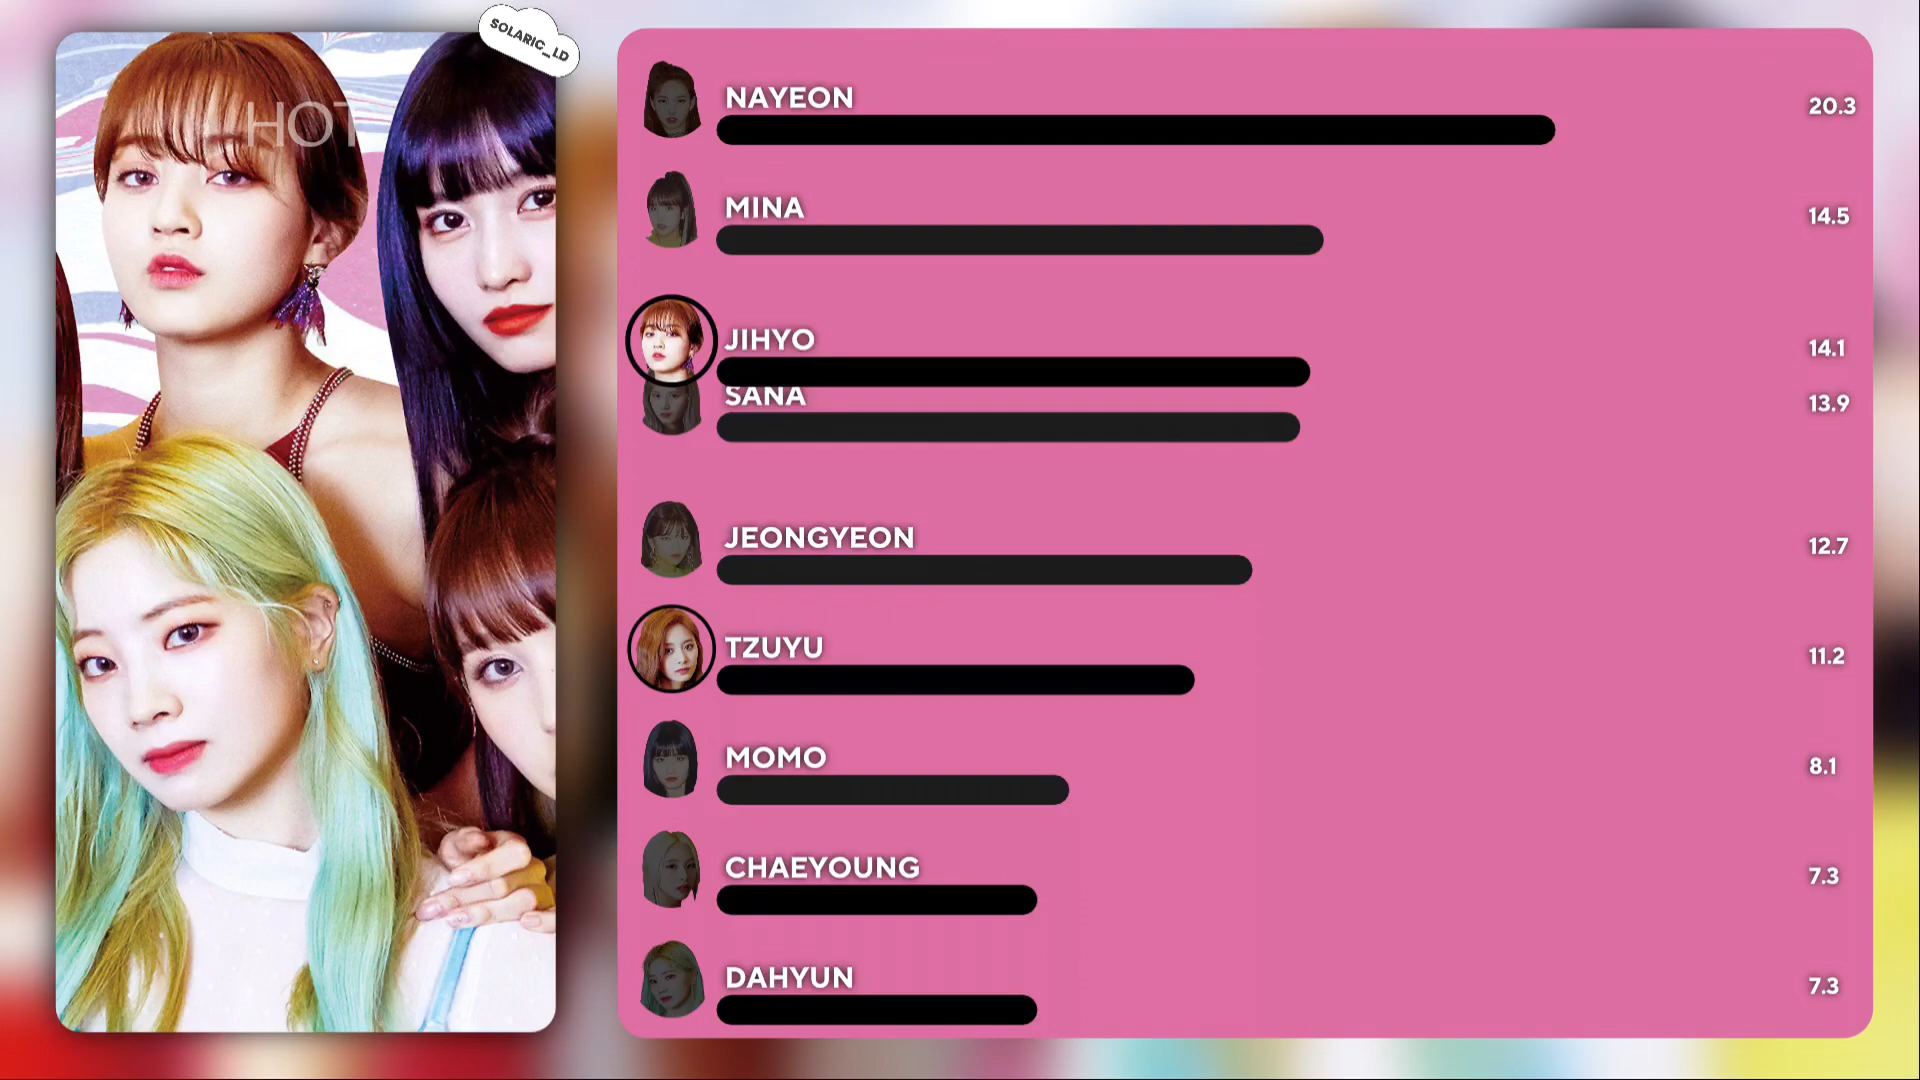 SOLARIC_LD
HOT
NAYEON
20.3
MINA
14.5
JIHYO
14.1
SANA
13.9
JEONGYEON
12.7
TZUYU
11.2
MOMO
8.1
CHAEYOUNG
7.3
DAHYUN
7.3